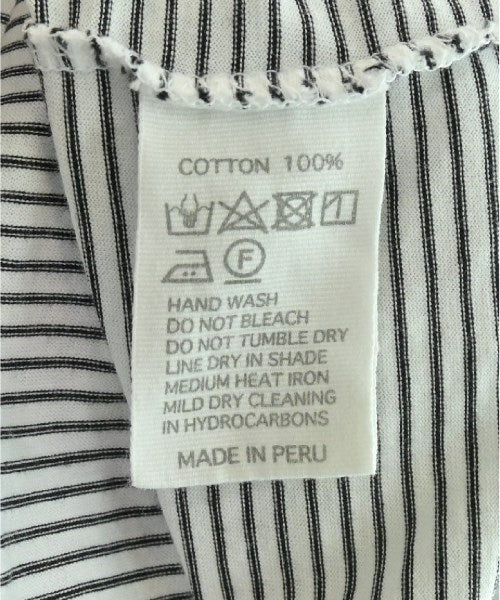 COTTON 100%
F
HAND WASH
DO NOT BLEACH
DO NOT TUMBLE DRY
LINE DRY IN SHADE
MEDIUM HEAT IRON
MILD DRY CLEANING
IN HYDROCARBONS
MADE IN PERU